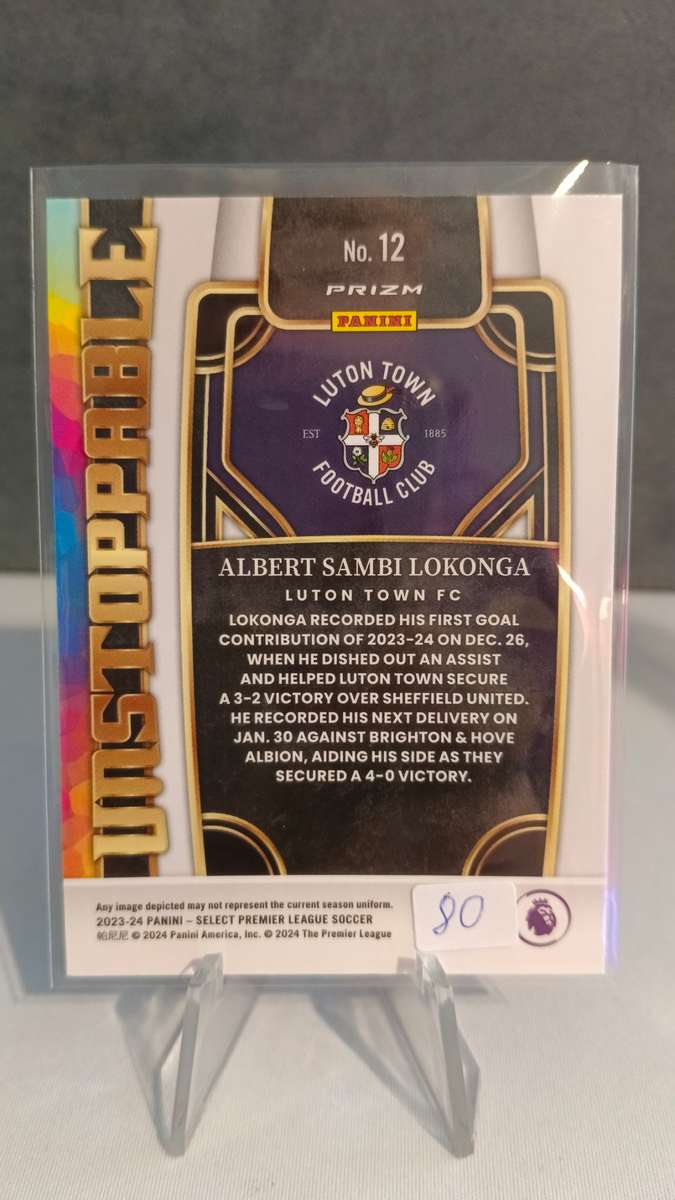 No. 12
PRIZM
PANINI
LUTON TOWN
EST 1885
FOOTBALL CLUB
UNSTOPPABLE
ALBERT SAMBI LOKONGA
LUTON TOWN FC
LOKONGA RECORDED HIS FIRST GOAL
CONTRIBUTION OF 2023-24 ON DEC. 26,
WHEN HE DISHED OUT AN ASSIST
AND HELPED LUTON TOWN SECURE
A 3-2 VICTORY OVER SHEFFIELD UNITED.
HE RECORDED HIS NEXT DELIVERY ON
JAN. 30 AGAINST BRIGHTON & HOVE
ALBION, AIDING HIS SIDE AS THEY
SECURED A 4-0 VICTORY.
Any image depicted may not represent the current season uniform.
2023-24 PANINI – SELECT PREMIER LEAGUE SOCCER
帕尼尼 © 2024 Panini America, Inc. © 2024 The Premier League
80